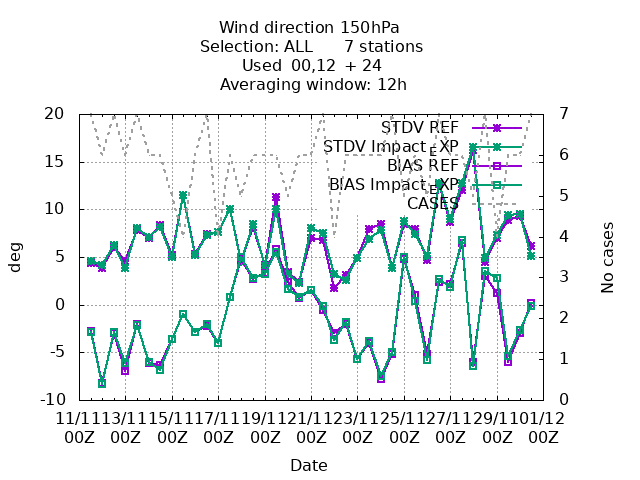 Wind direction 150hPa
Selection: ALL 7 stations
Used 00,12 + 24
Averaging window: 12h
STDV REF
STDV Impact_EXP
BIAS REF
BIAS Impact_EXP
CASES
20
15
10
5
0
-5
-10
7
6
5
4
3
2
1
0
deg
No cases
11/11 13/11 15/11 17/11 19/11 21/11 23/11 25/11 27/11 29/11 01/12
00Z 00Z 00Z 00Z 00Z 00Z 00Z 00Z 00Z 00Z 00Z
Date